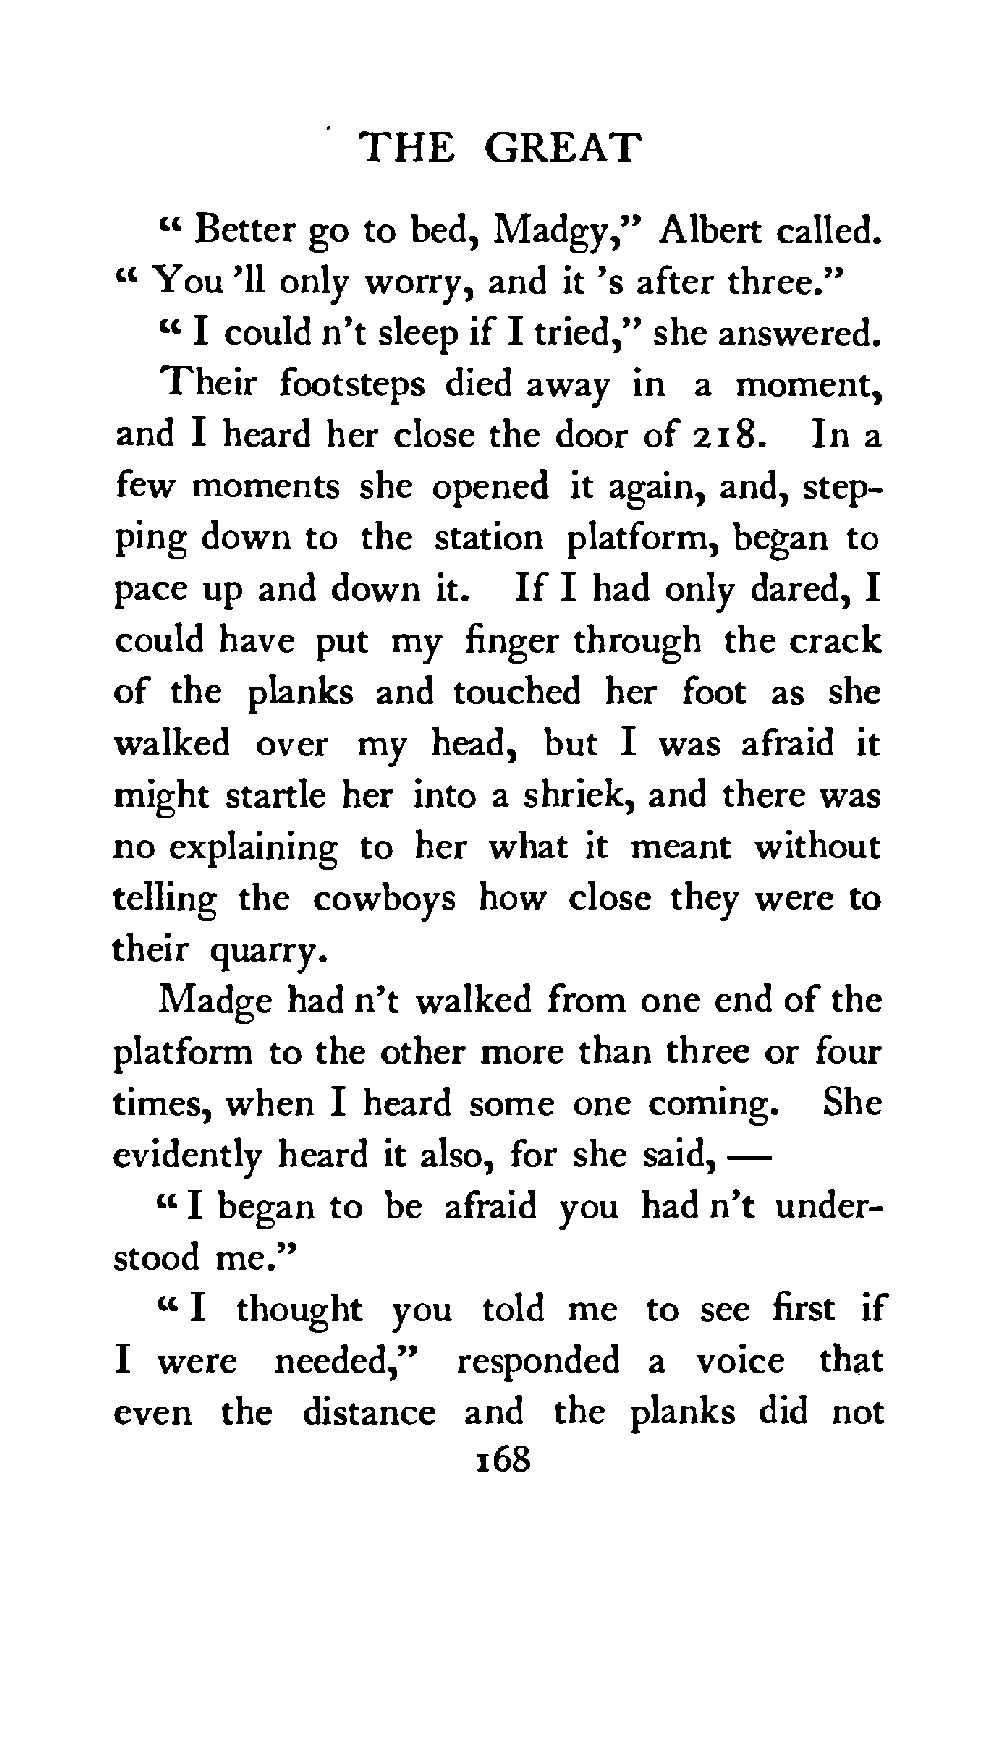 THE GREAT
“ Better go to bed, Madgy,” Albert called.
“ You ’ll only worry, and it ’s after three.”
“ I could n’t sleep if I tried,” she answered.
Their footsteps died away in a moment,
and I heard her close the door of 218. In a
few moments she opened it again, and, step-
ping down to the station platform, began to
pace up and down it. If I had only dared, I
could have put my finger through the crack
of the planks and touched her foot as she
walked over my head, but I was afraid it
might startle her into a shriek, and there was
no explaining to her what it meant without
telling the cowboys how close they were to
their quarry.
Madge had n’t walked from one end of the
platform to the other more than three or four
times, when I heard some one coming. She
evidently heard it also, for she said, —
“ I began to be afraid you had n’t under-
stood me.”
“ I thought you told me to see first if
I were needed,” responded a voice that
even the distance and the planks did not
168